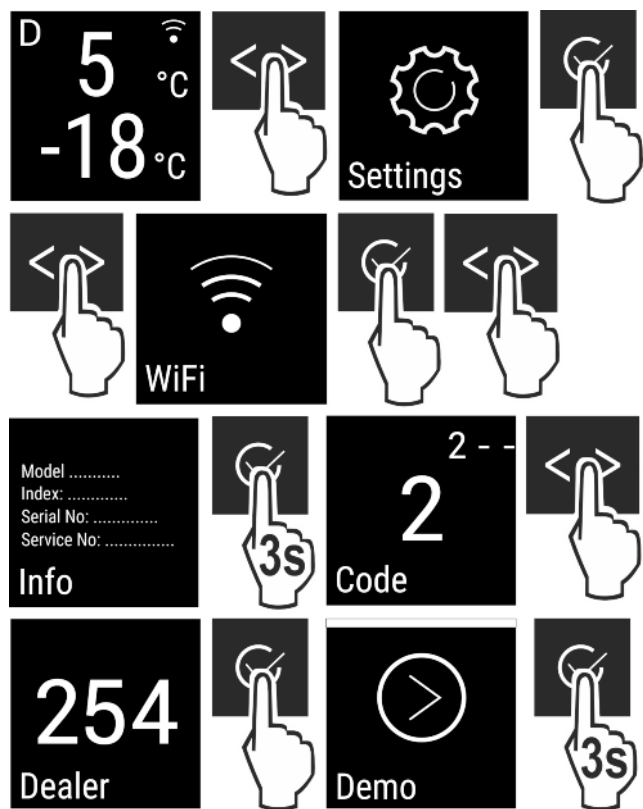 D
5 °C
-18 °C
Settings
WiFi
Model ...........
Index: .............
Serial No: ..............
Service No: ...............
Info
3s
2 - -
2
Code
254
Dealer
Demo
3s